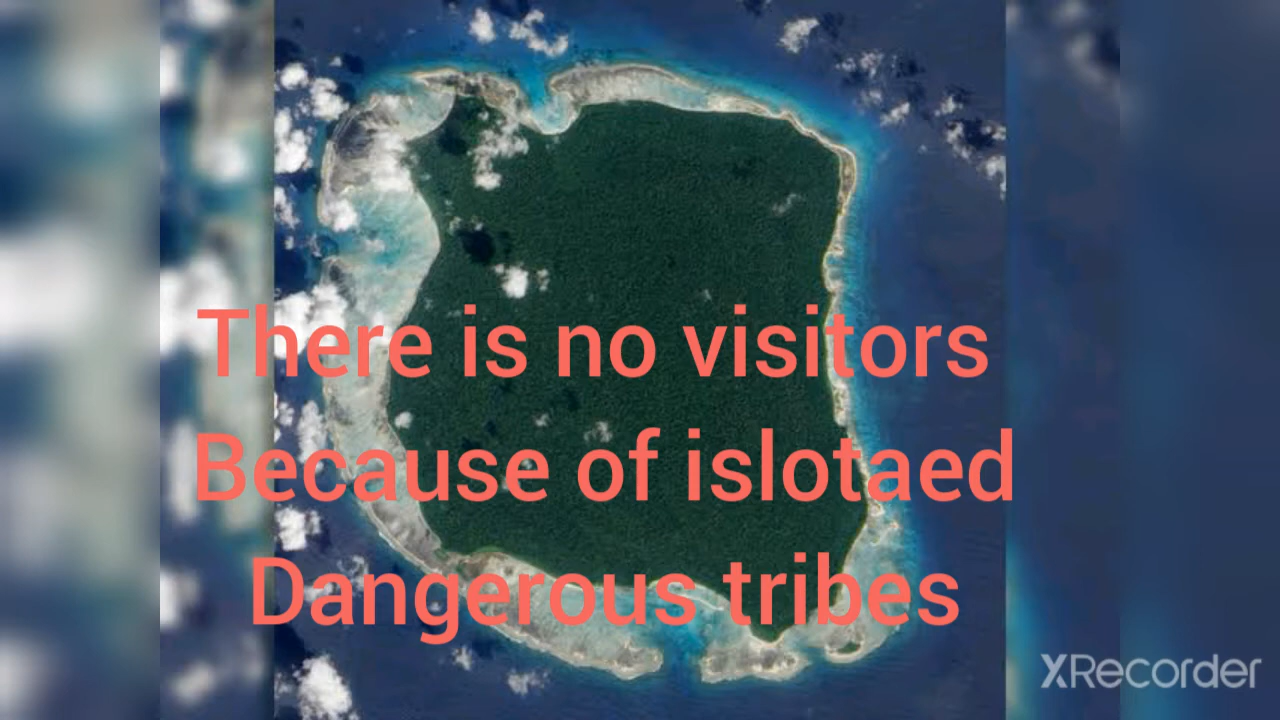 There is no visitors
Because of islotaed
Dangerous tribes
XRecorder